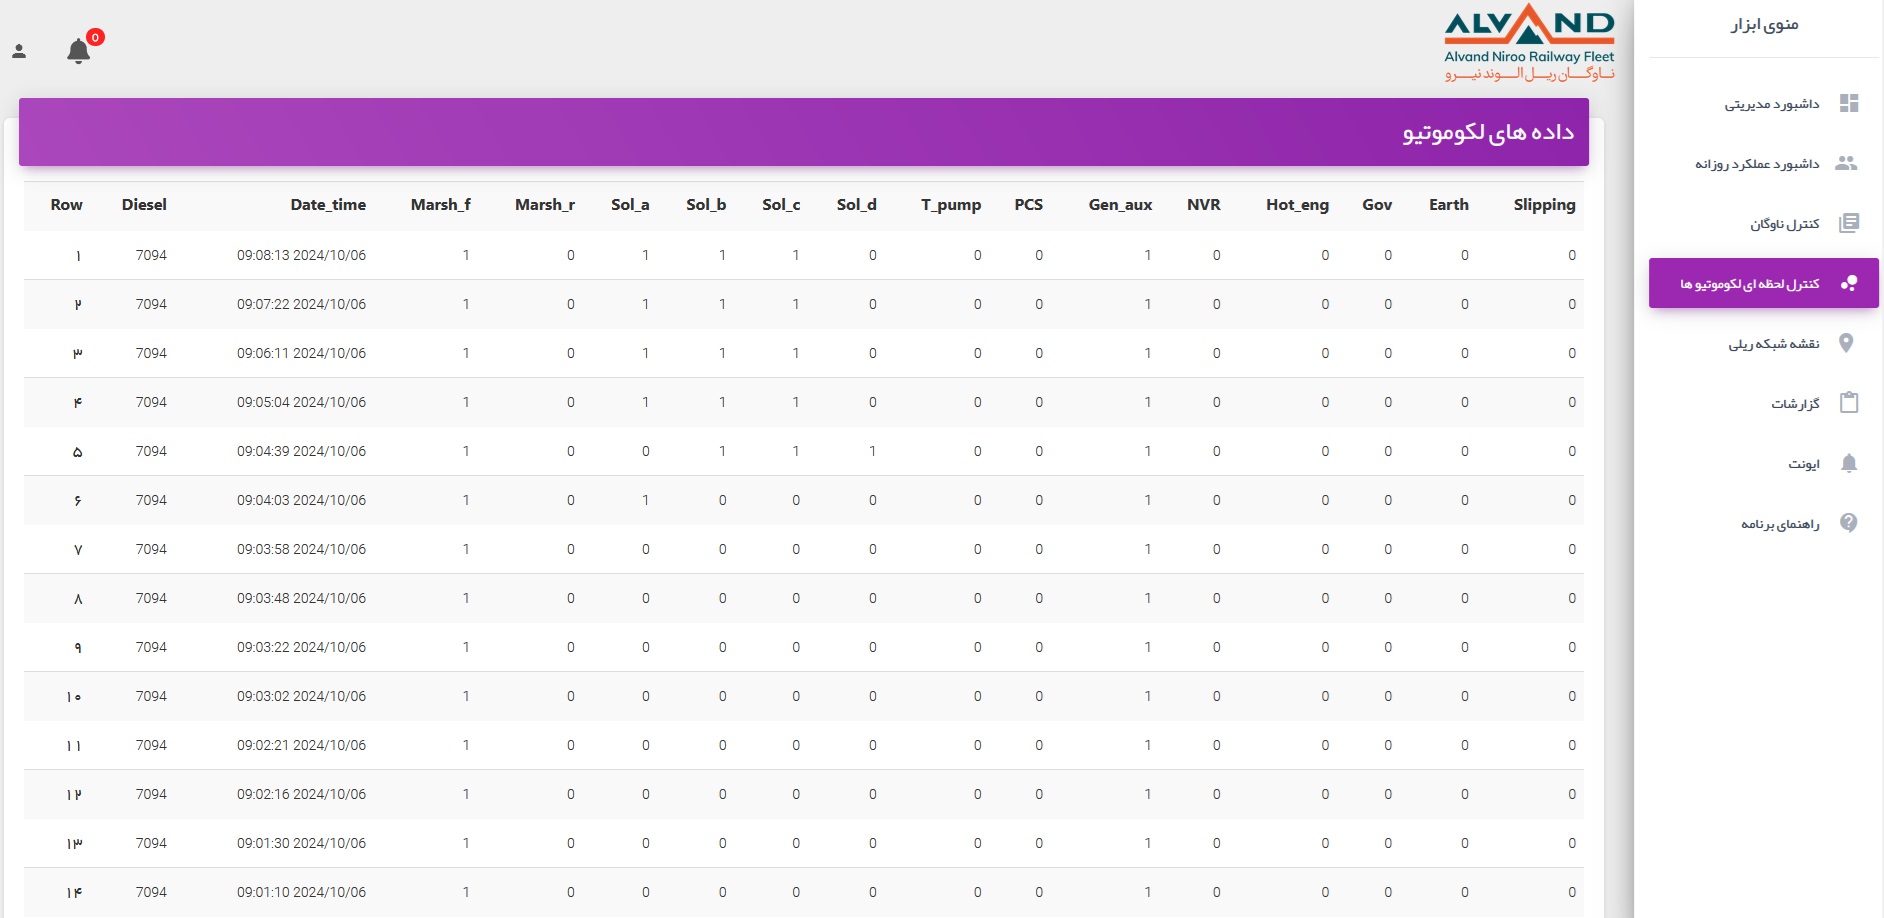 0
ALVAND
Alvand Niroo Railway Fleet
ناوگان ریل الوند نیرو
منوی ابزار
داشبورد مدیریتی
داشبورد عملکرد روزانه
کنترل ناوگان
کنترل لحظه ای لکوموتیو ها
نقشه شبکه ریلی
گزارشات
ایونت
راهنمای برنامه
داده های لکوموتیو
Row Diesel Date_time Marsh_f Marsh_r Sol_a Sol_b Sol_c Sol_d T_pump PCS Gen_aux NVR Hot_eng Gov Earth Slipping
۱ 7094 09:08:13 2024/10/06 1 0 1 1 1 0 0 0 1 0 0 0 0 0
۲ 7094 09:07:22 2024/10/06 1 0 1 1 1 0 0 0 1 0 0 0 0 0
۳ 7094 09:06:11 2024/10/06 1 0 1 1 1 0 0 0 1 0 0 0 0 0
۴ 7094 09:05:04 2024/10/06 1 0 1 1 1 0 0 0 1 0 0 0 0 0
۵ 7094 09:04:39 2024/10/06 1 0 0 1 1 1 0 0 1 0 0 0 0 0
۶ 7094 09:04:03 2024/10/06 1 0 1 0 0 0 0 0 1 0 0 0 0 0
۷ 7094 09:03:58 2024/10/06 1 0 0 0 0 0 0 0 1 0 0 0 0 0
۸ 7094 09:03:48 2024/10/06 1 0 0 0 0 0 0 0 1 0 0 0 0 0
۹ 7094 09:03:22 2024/10/06 1 0 0 0 0 0 0 0 1 0 0 0 0 0
۱۰ 7094 09:03:02 2024/10/06 1 0 0 0 0 0 0 0 1 0 0 0 0 0
۱۱ 7094 09:02:21 2024/10/06 1 0 0 0 0 0 0 0 1 0 0 0 0 0
۱۲ 7094 09:02:16 2024/10/06 1 0 0 0 0 0 0 0 1 0 0 0 0 0
۱۳ 7094 09:01:30 2024/10/06 1 0 0 0 0 0 0 0 1 0 0 0 0 0
۱۴ 7094 09:01:10 2024/10/06 1 0 0 0 0 0 0 0 1 0 0 0 0 0